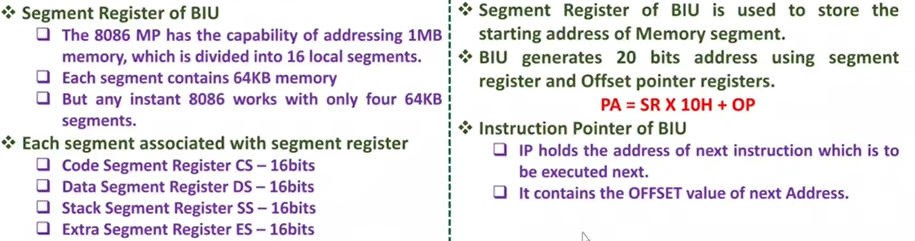 ❖ Segment Register of BIU
❑ The 8086 MP has the capability of addressing 1MB
memory, which is divided into 16 local segments.
❑ Each segment contains 64KB memory
❑ But any instant 8086 works with only four 64KB
segments.
❖ Each segment associated with segment register
❑ Code Segment Register CS – 16bits
❑ Data Segment Register DS – 16bits
❑ Stack Segment Register SS – 16bits
❑ Extra Segment Register ES – 16bits
❖ Segment Register of BIU is used to store the
starting address of Memory segment.
❖ BIU generates 20 bits address using segment
register and Offset pointer registers.
PA = SR X 10H + OP
❖ Instruction Pointer of BIU
❑ IP holds the address of next instruction which is to
be executed next.
❑ It contains the OFFSET value of next Address.